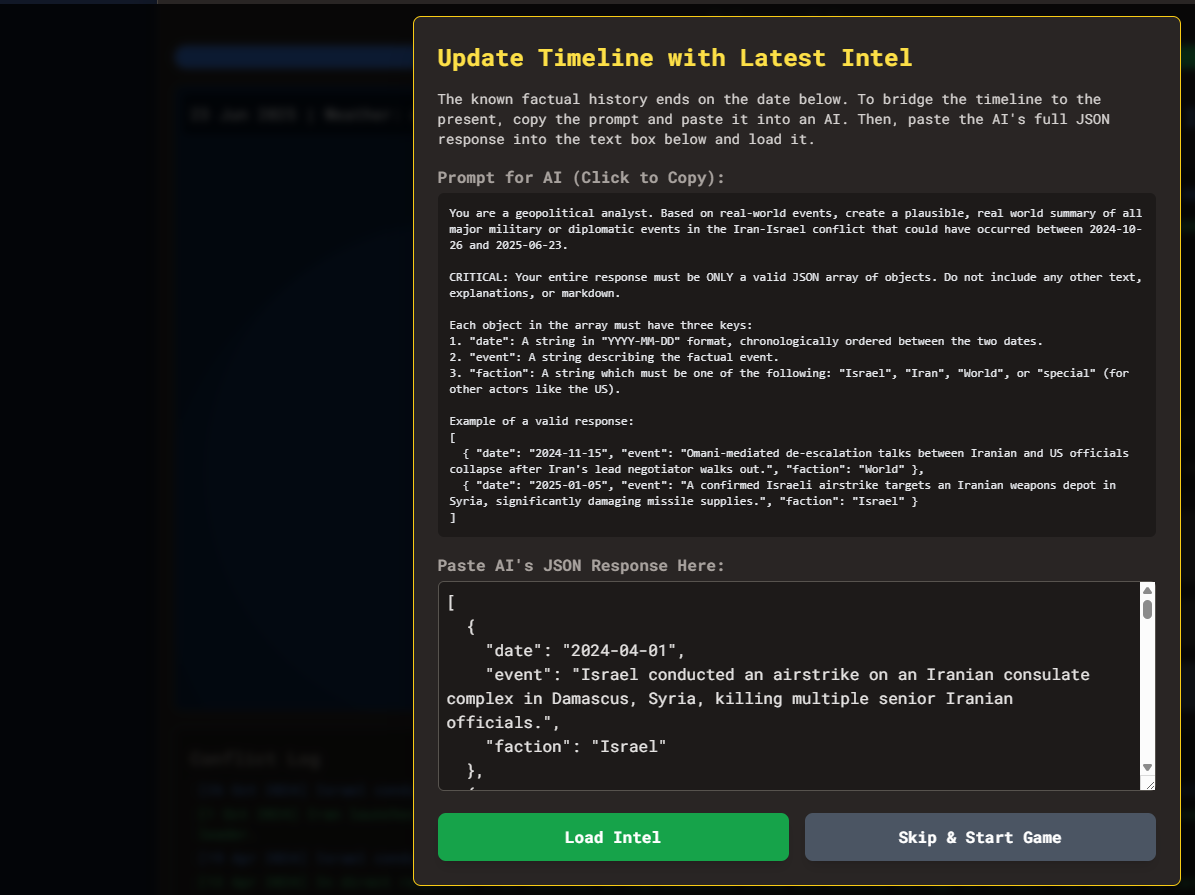 Update Timeline with Latest Intel
The known factual history ends on the date below. To bridge the timeline to the
present, copy the prompt and paste it into an AI. Then, paste the AI's full JSON
response into the text box below and load it.
Prompt for AI (Click to Copy):
You are a geopolitical analyst. Based on real-world events, create a plausible, real world summary of all
major military or diplomatic events in the Iran-Israel conflict that could have occurred between 2024-10-
26 and 2025-06-23.
CRITICAL: Your entire response must be ONLY a valid JSON array of objects. Do not include any other text,
explanations, or markdown.
Each object in the array must have three keys:
1. "date": A string in "YYYY-MM-DD" format, chronologically ordered between the two dates.
2. "event": A string describing the factual event.
3. "faction": A string which must be one of the following: "Israel", "Iran", "World", or "special" (for
other actors like the US).
Example of a valid response:
[
{ "date": "2024-11-15", "event": "Omani-mediated de-escalation talks between Iranian and US officials
collapse after Iran's lead negotiator walks out.", "faction": "World" },
{ "date": "2025-01-05", "event": "A confirmed Israeli airstrike targets an Iranian weapons depot in
Syria, significantly damaging missile supplies.", "faction": "Israel" }
]
Paste AI's JSON Response Here:
[
{
"date": "2024-04-01",
"event": "Israel conducted an airstrike on an Iranian consulate
complex in Damascus, Syria, killing multiple senior Iranian
officials.",
"faction": "Israel"
},
Load Intel
Skip & Start Game
Conflict Log